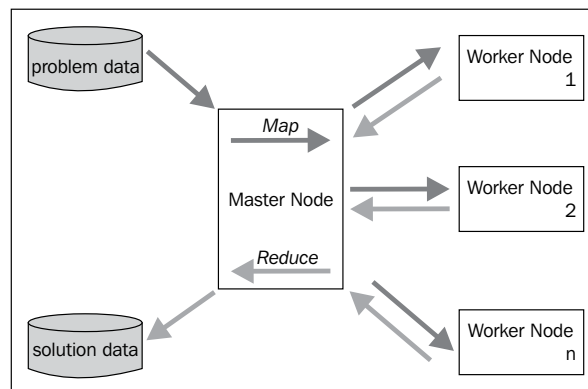 problem data
Map
Master Node
Reduce
solution data
Worker Node
1
Worker Node
2
Worker Node
n